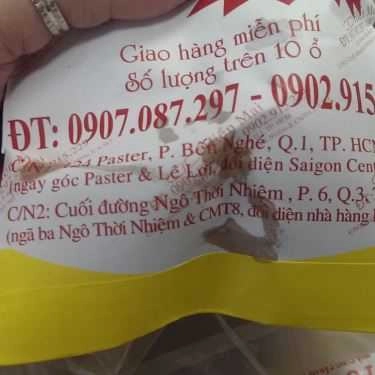 Giao hàng miễn phí
Số lượng trên 10 ổ
ĐT: 0907.087.297 - 0902.915
Paster, P. Bến Nghé, Q.1, TP. HCM
(ngay góc Paster & Lê Lợi, đối diện Saigon Cent
C/N2: Cuối đường Ngô Thời Nhiệm , P. 6, Q.3,
(ngã ba Ngô Thời Nhiệm & CMT8, đối diện nhà hàng